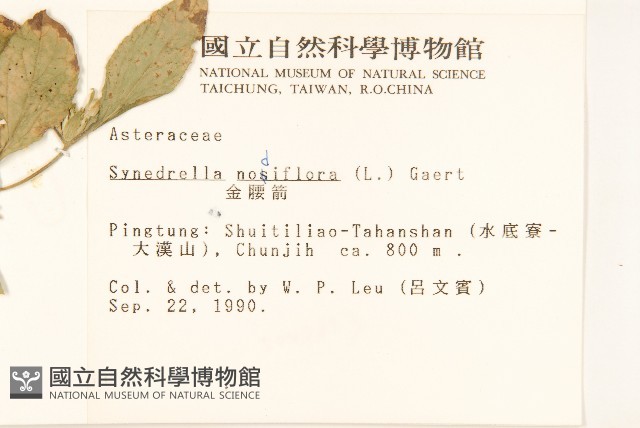 國立自然科學博物館
NATIONAL MUSEUM OF NATURAL SCIENCE
TAICHUNG, TAIWAN, R.O.CHINA
Asteraceae
d
Synedrella nosiflora (L.) Gaert
金腰箭
Pingtung: Shuitiliao-Tahanshan (水底寮-
大漢山), Chunjih ca. 800 m .
Col. & det. by W. P. Leu (呂文賓)
Sep. 22, 1990.
國立自然科學博物館
NATIONAL MUSEUM OF NATURAL SCIENCE